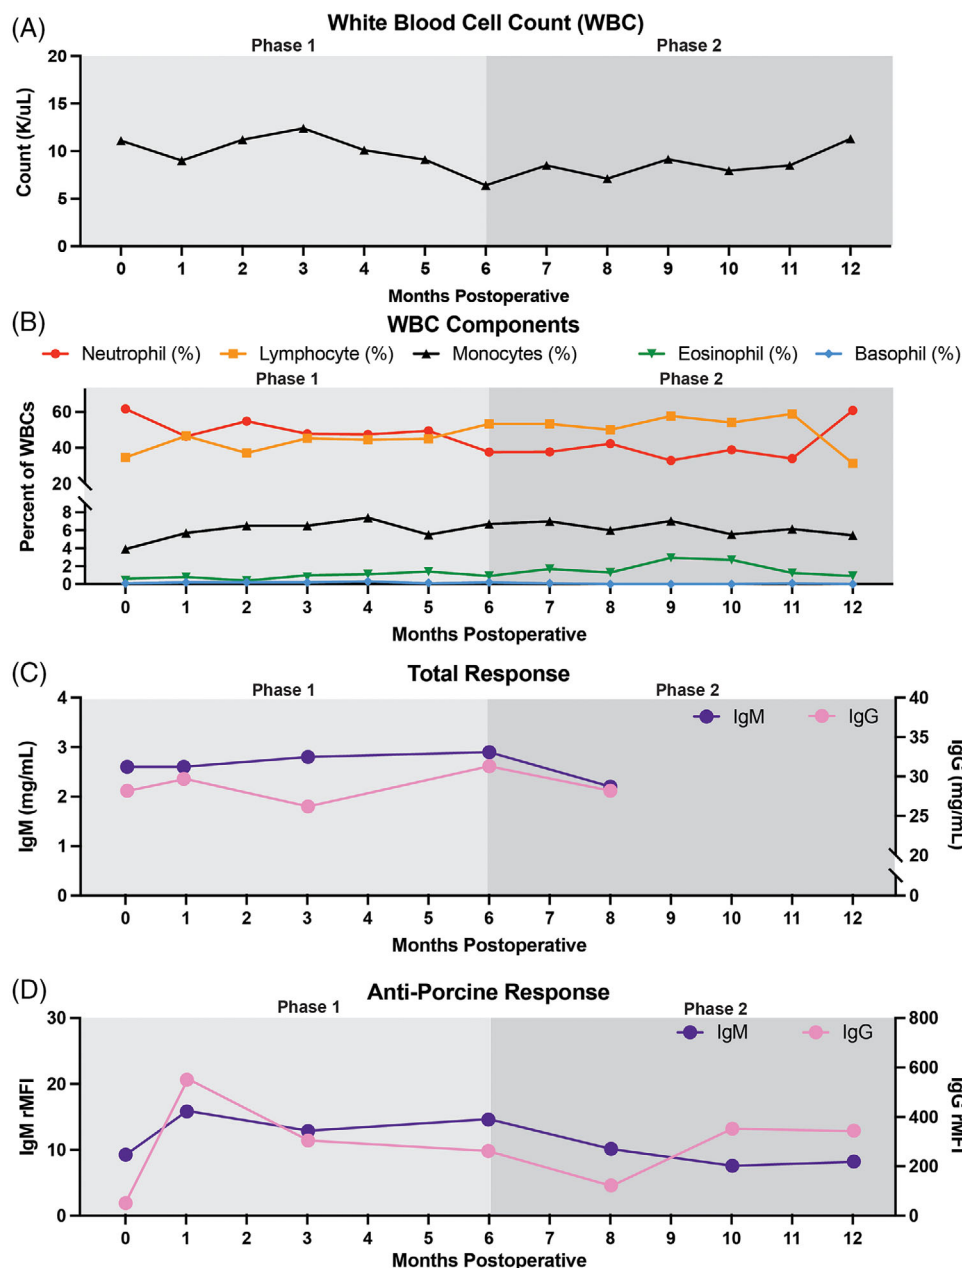 (A)
White Blood Cell Count (WBC)
Phase 1 Phase 2
20
15
10
5
0
Count (K/uL)
0 1 2 3 4 5 6 7 8 9 10 11 12
Months Postoperative
(B)
WBC Components
Neutrophil (%) Lymphocyte (%) Monocytes (%) Eosinophil (%) Basophil (%)
Phase 1 Phase 2
60
40
20
8
6
4
2
0
Percent of WBCs
0 1 2 3 4 5 6 7 8 9 10 11 12
Months Postoperative
(C)
Total Response
Phase 1 Phase 2
IgM IgG
4
3
2
1
0
IgM (mg/mL)
40
35
30
25
20
0
IgG (mg/mL)
0 1 2 3 4 5 6 7 8 9 10 11 12
Months Postoperative
(D)
Anti-Porcine Response
Phase 1 Phase 2
IgM IgG
30
20
10
0
IgM rMFI
800
600
400
200
0
IgG rMFI
0 1 2 3 4 5 6 7 8 9 10 11 12
Months Postoperative